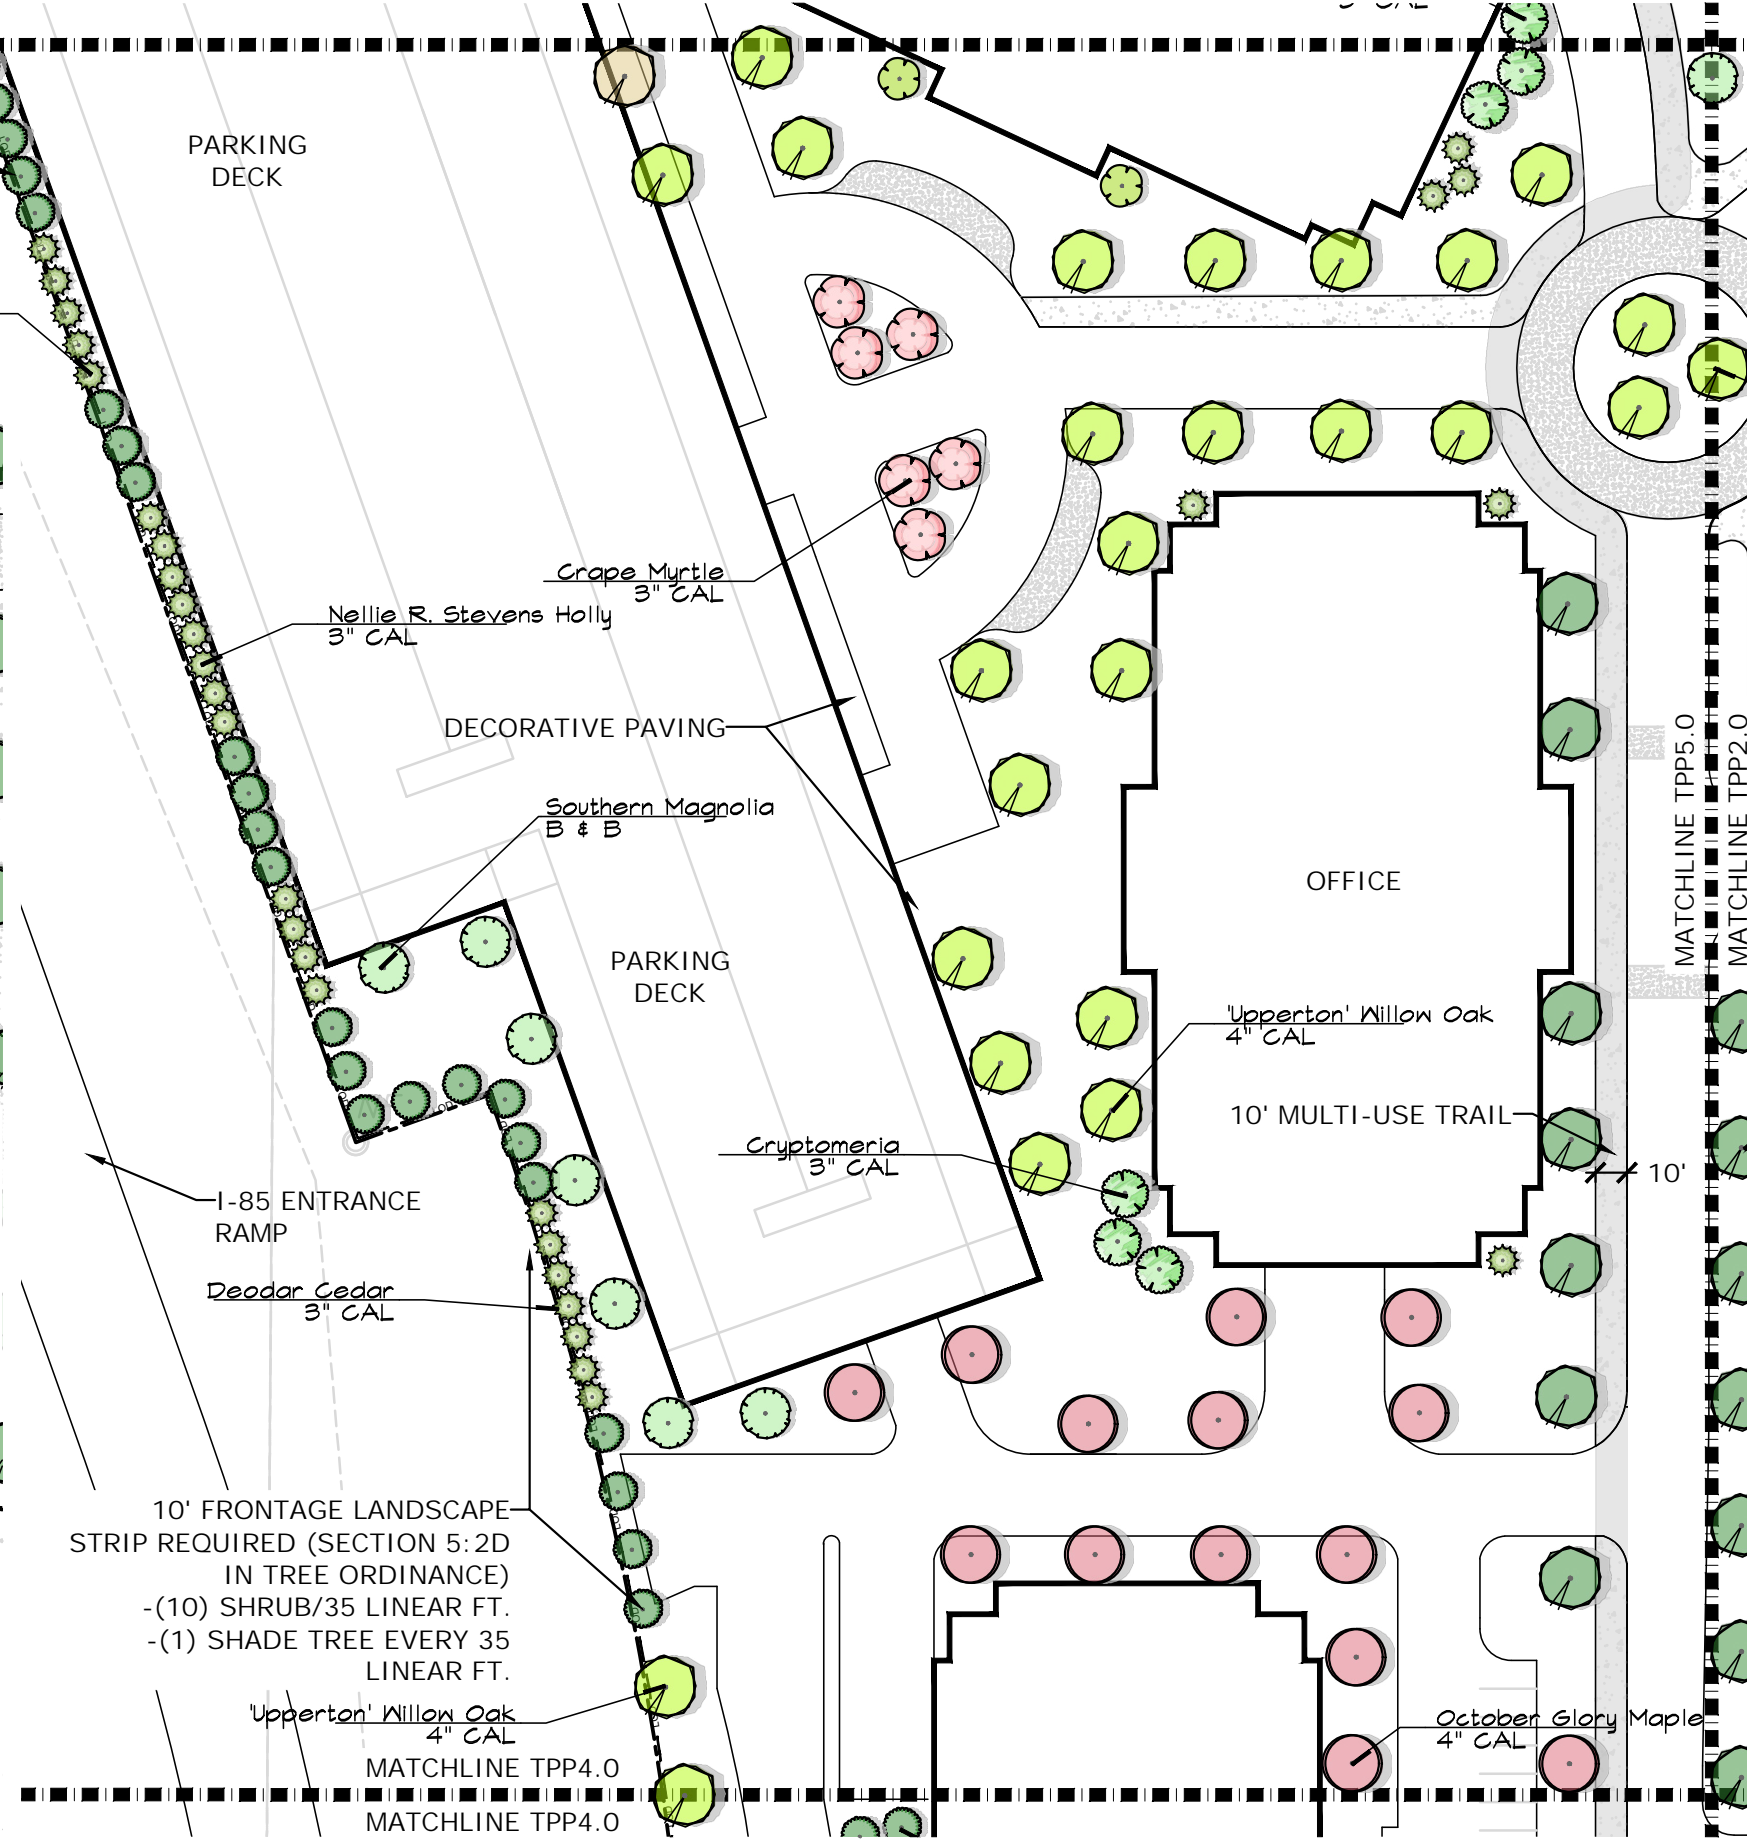 3" CAL
PARKING
DECK
Crape Myrtle
3" CAL
Nellie R. Stevens Holly
3" CAL
DECORATIVE PAVING
Southern Magnolia
B & B
OFFICE
MATCHLINE TPP5.0
MATCHLINE TPP2.0
PARKING
DECK
'Upperton' Willow Oak
4" CAL
10' MULTI-USE TRAIL
10'
Cryptomeria
3" CAL
I-85 ENTRANCE
RAMP
Deodar Cedar
3" CAL
10' FRONTAGE LANDSCAPE
STRIP REQUIRED (SECTION 5:2D
IN TREE ORDINANCE)
-(10) SHRUB/35 LINEAR FT.
-(1) SHADE TREE EVERY 35
LINEAR FT.
'Upperton' Willow Oak
4" CAL
October Glory Maple
4" CAL
MATCHLINE TPP4.0
MATCHLINE TPP4.0